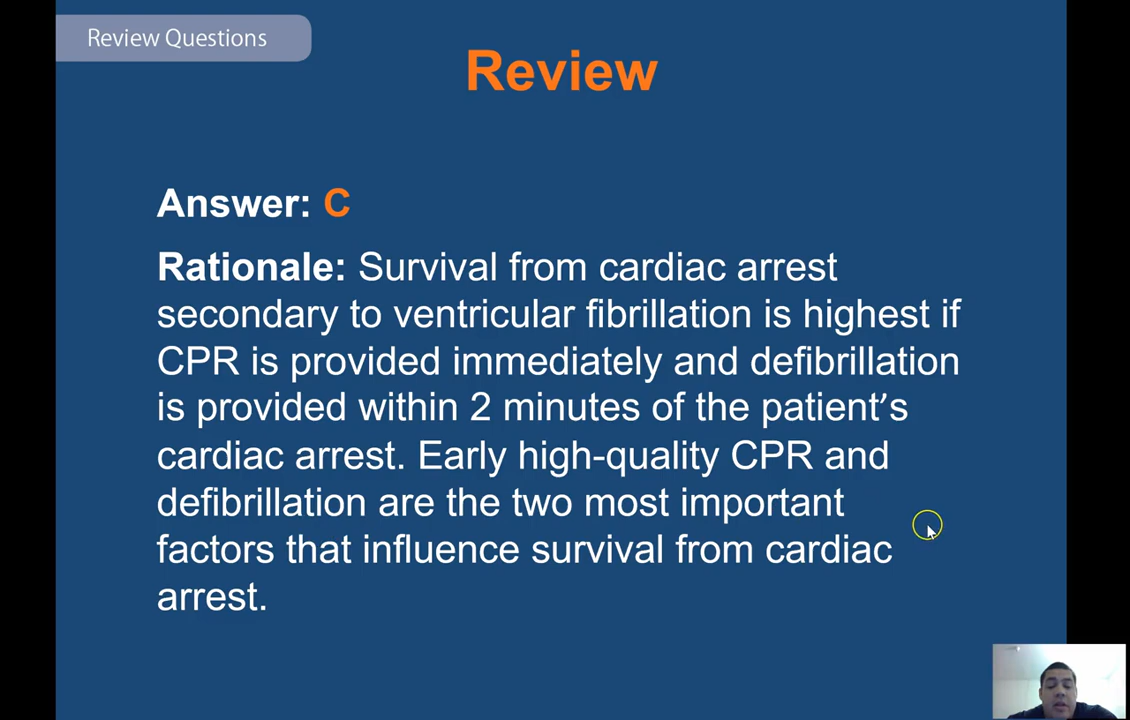 Review Questions
Review
Answer: C
Rationale: Survival from cardiac arrest
secondary to ventricular fibrillation is highest if
CPR is provided immediately and defibrillation
is provided within 2 minutes of the patient’s
cardiac arrest. Early high-quality CPR and
defibrillation are the two most important
factors that influence survival from cardiac
arrest.